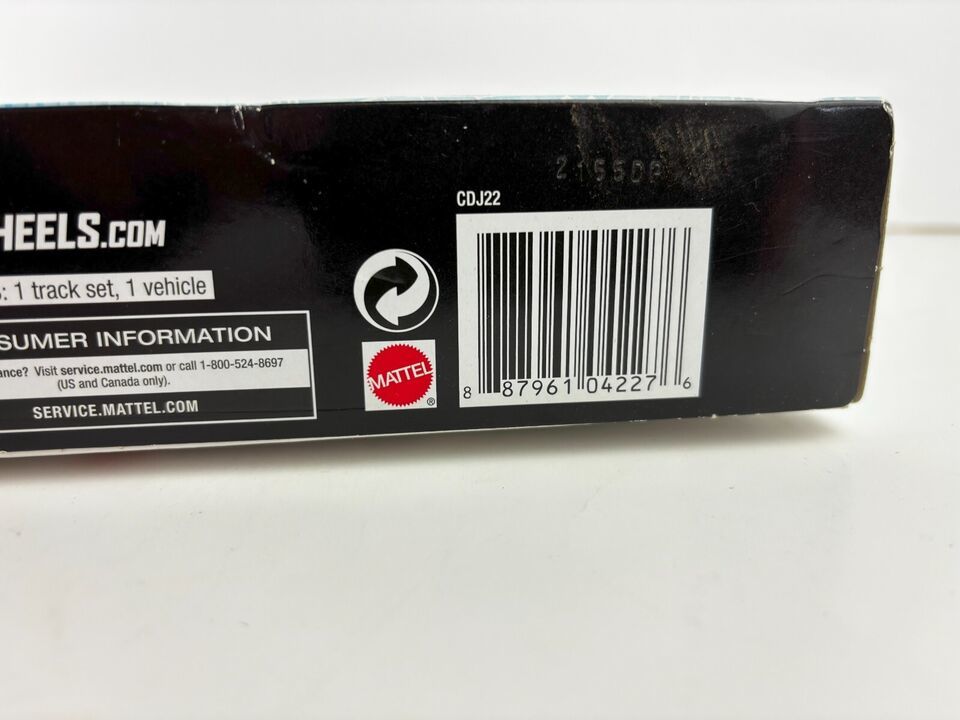 HEELS.COM
: 1 track set, 1 vehicle
SUMER INFORMATION
ance? Visit service.mattel.com or call 1-800-524-8697
(US and Canada only).
SERVICE.MATTEL.COM
MATTEL
®
2155DP
CDJ22
8 87961 04227 6